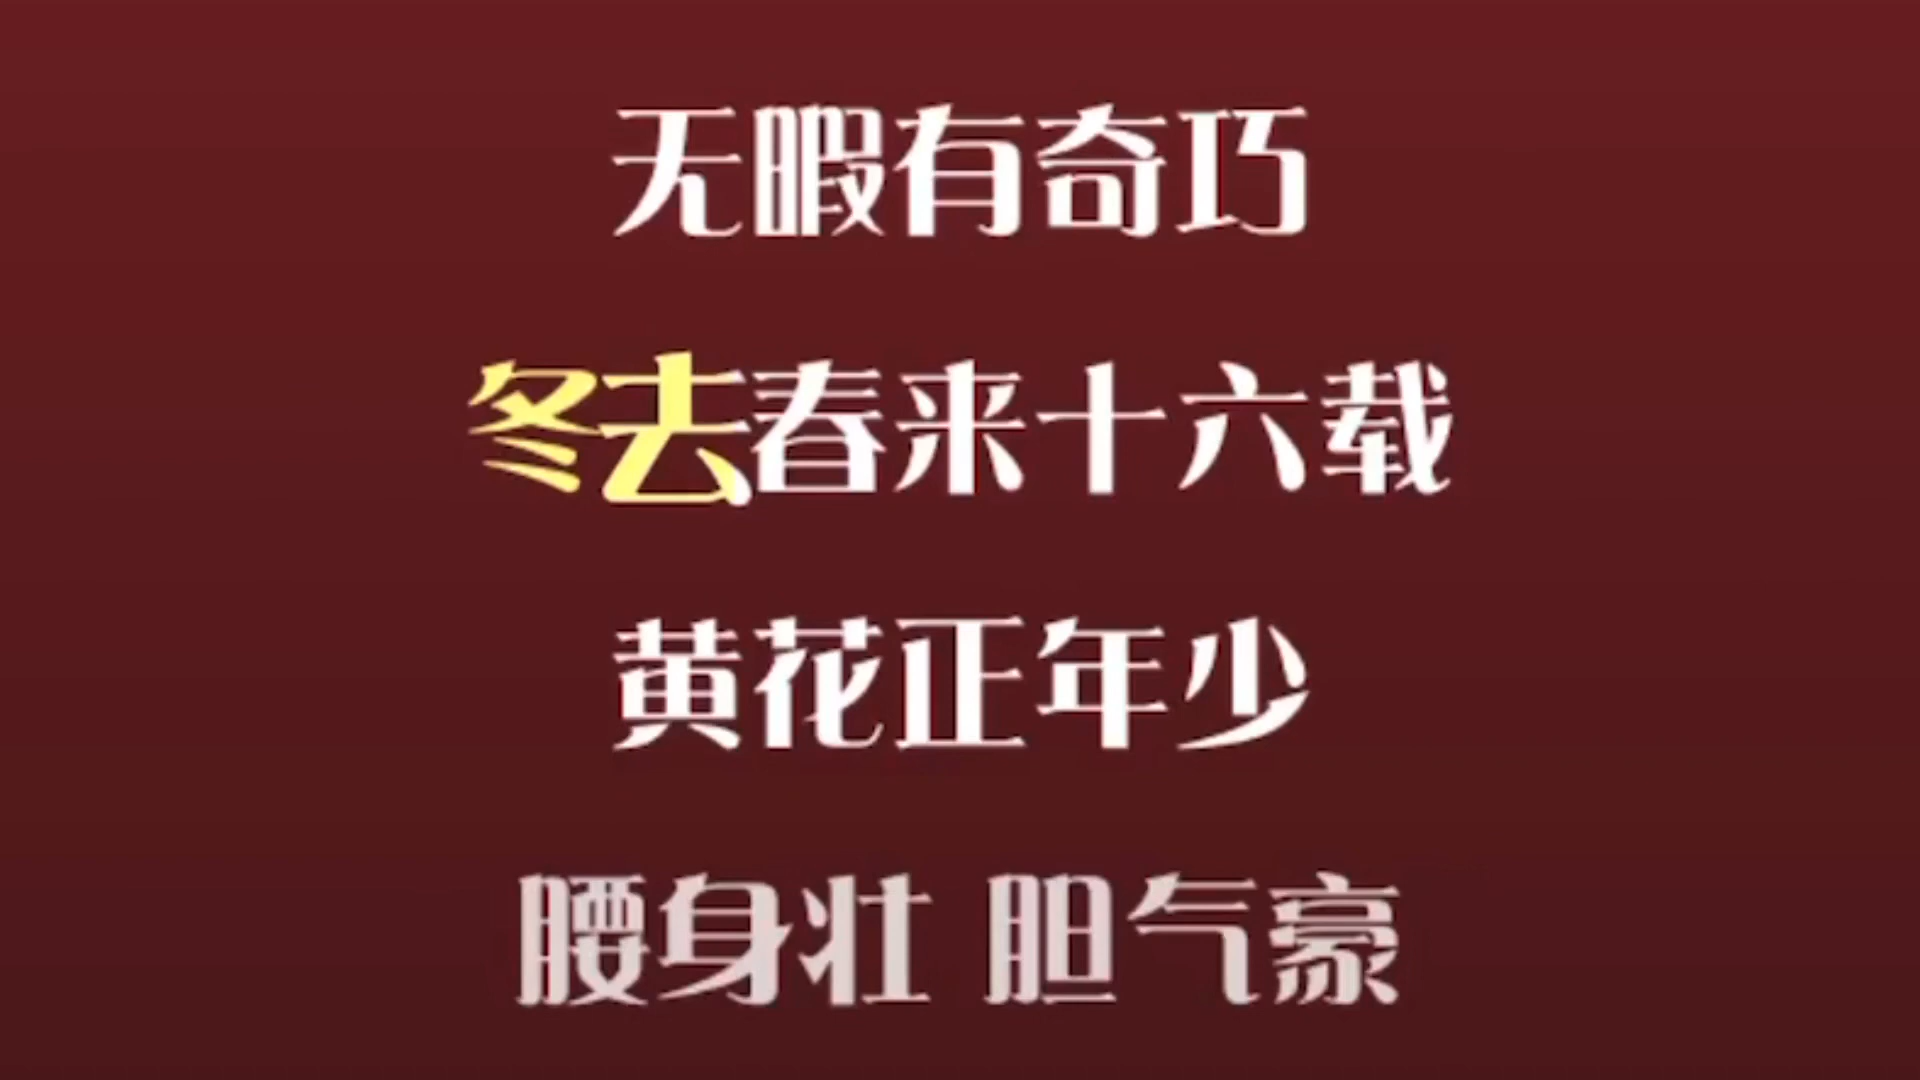 无暇有奇巧
冬去春来十六载
黄花正年少
腰身壮 胆气豪